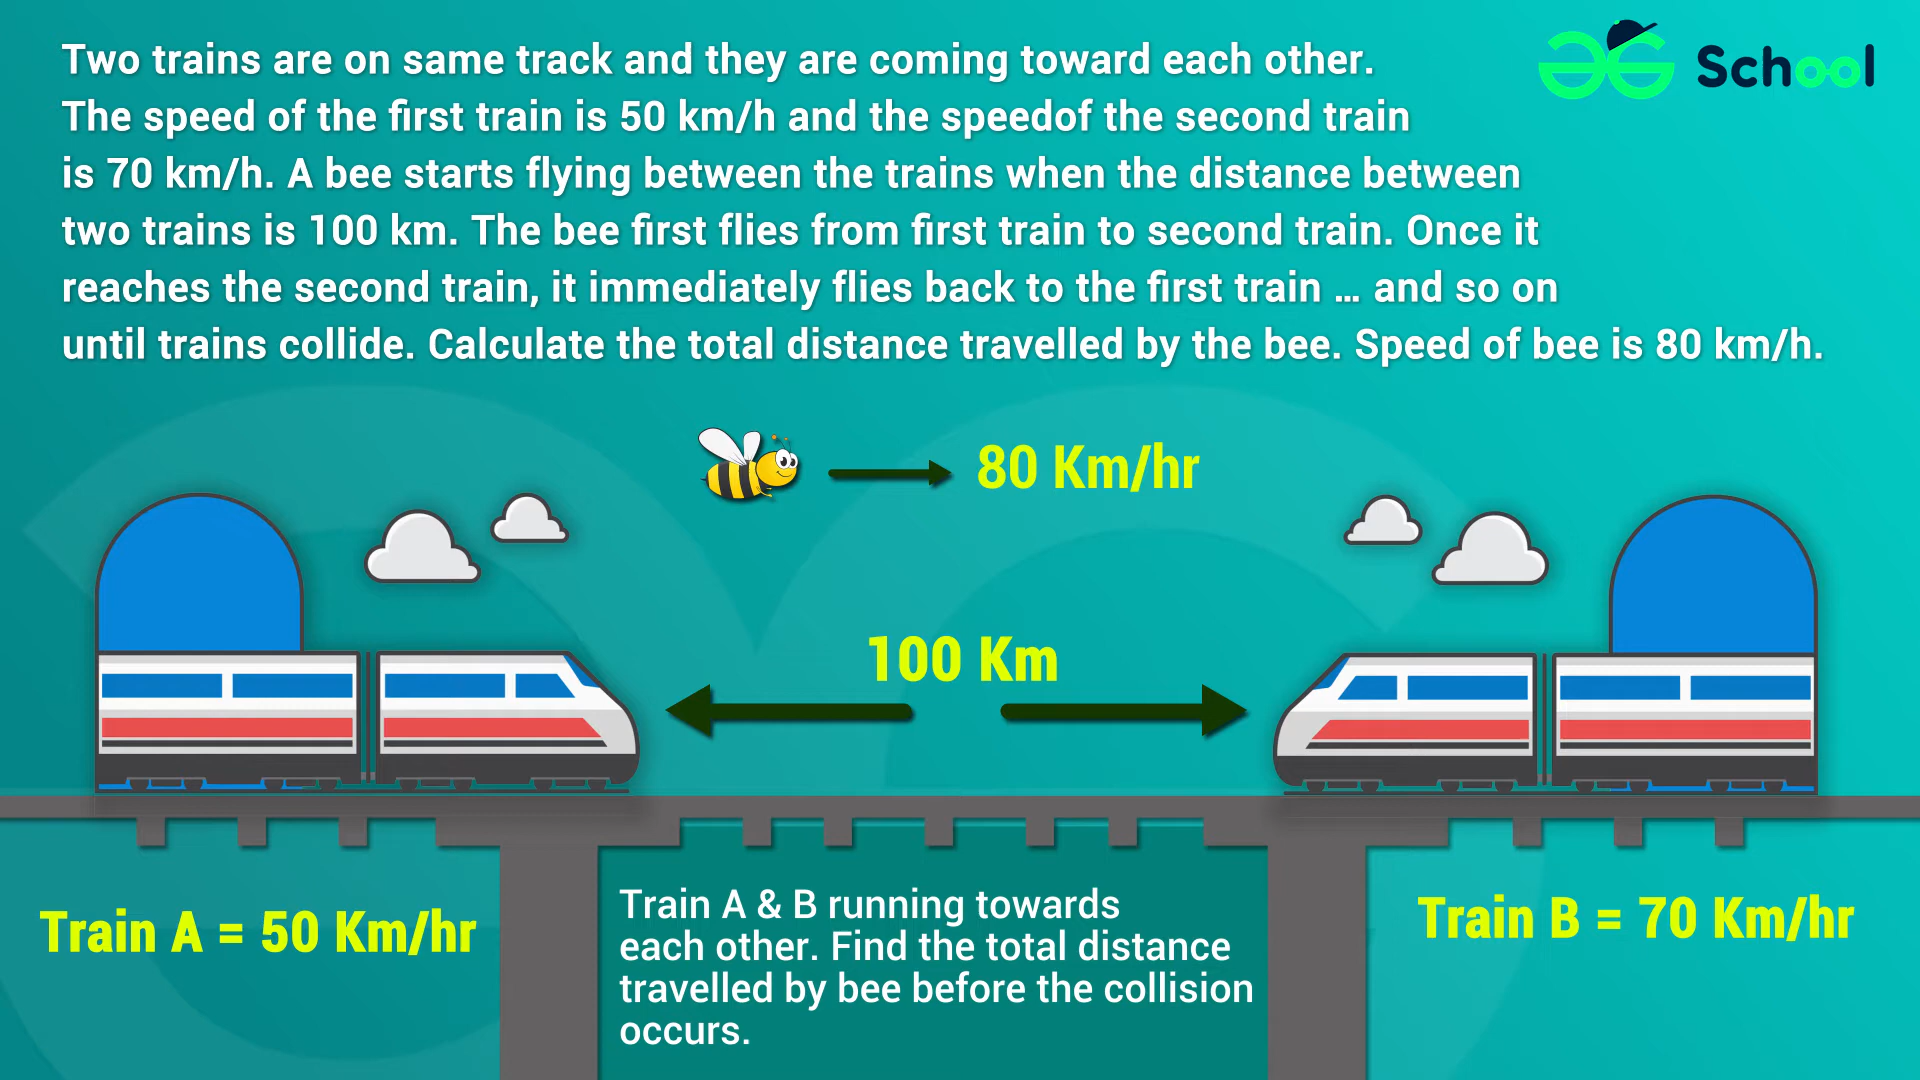 Two trains are on same track and they are coming toward each other.
The speed of the first train is 50 km/h and the speedof the second train
is 70 km/h. A bee starts flying between the trains when the distance between
two trains is 100 km. The bee first flies from first train to second train. Once it
reaches the second train, it immediately flies back to the first train … and so on
until trains collide. Calculate the total distance travelled by the bee. Speed of bee is 80 km/h.
School
80 Km/hr
100 Km
Train A = 50 Km/hr
Train A & B running towards
each other. Find the total distance
travelled by bee before the collision
occurs.
Train B = 70 Km/hr